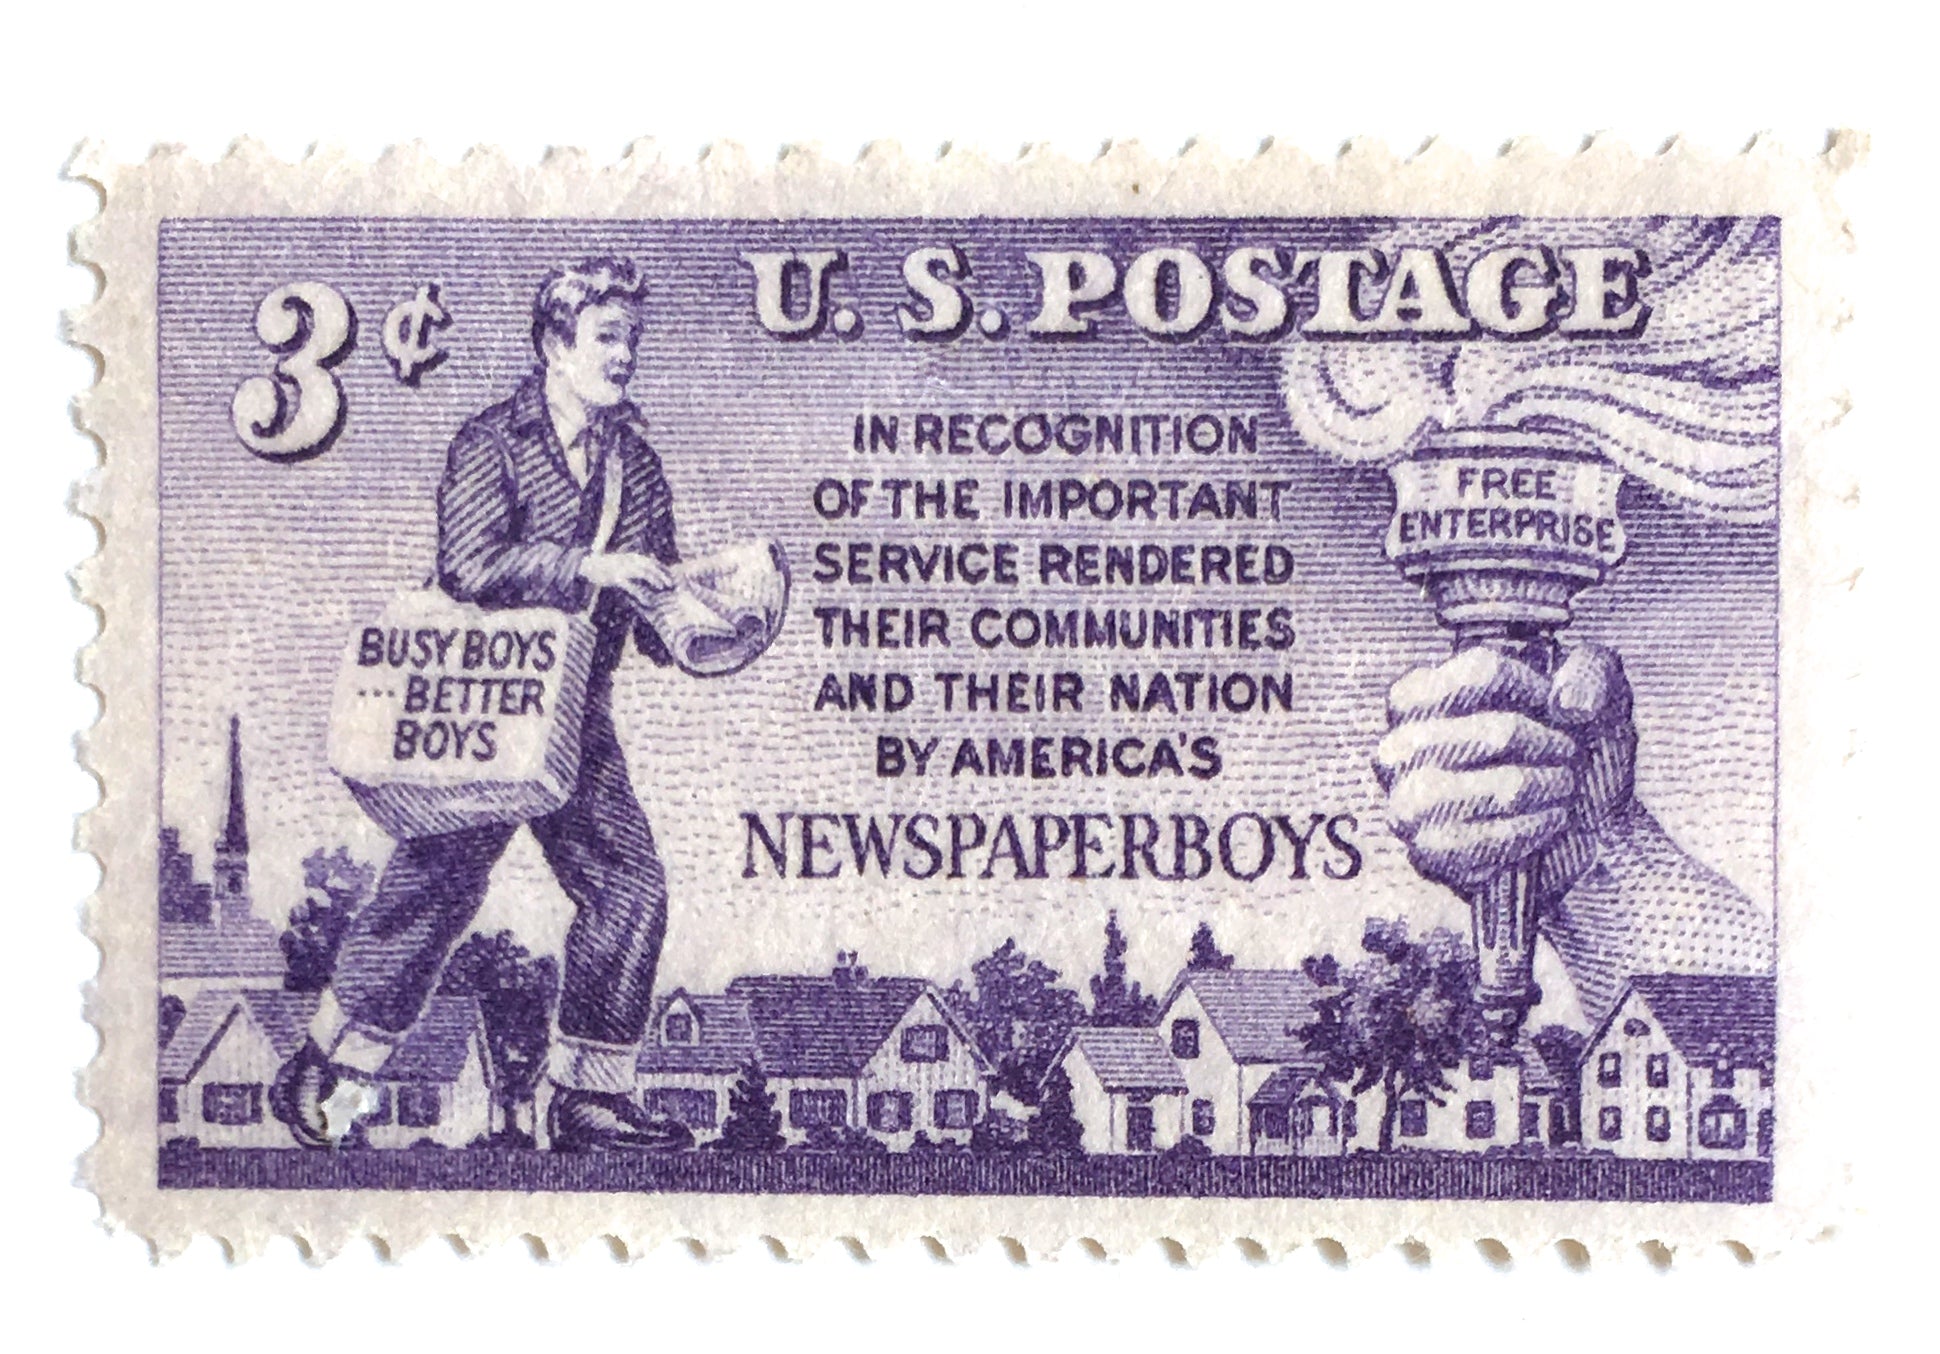 3¢
U. S. POSTAGE
IN RECOGNITION
OF THE IMPORTANT
SERVICE RENDERED
THEIR COMMUNITIES
AND THEIR NATION
BY AMERICA'S
NEWSPAPERBOYS
BUSY BOYS
...BETTER
BOYS
FREE
ENTERPRISE